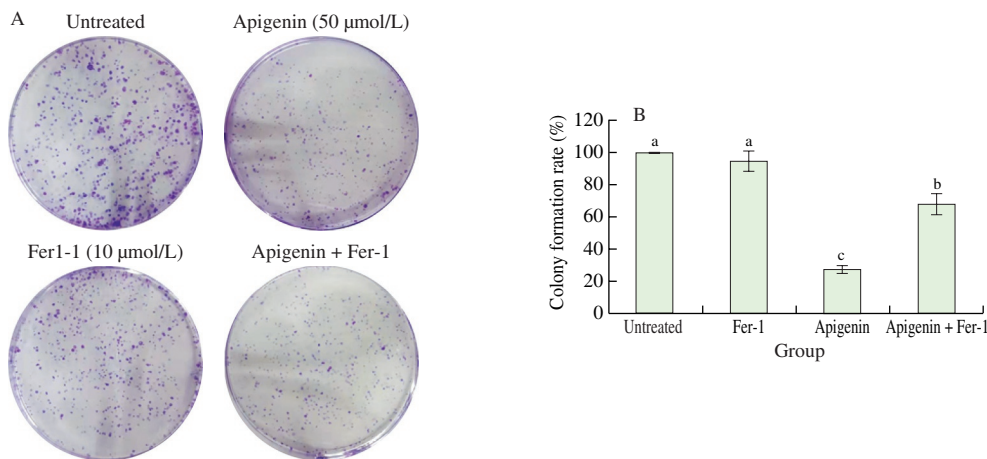 A
Untreated
Apigenin (50 μmol/L)
Fer1-1 (10 μmol/L)
Apigenin + Fer-1
B
Colony formation rate (%)
120
100
80
60
40
20
0
a
a
c
b
Untreated
Fer-1
Apigenin
Apigenin + Fer-1
Group